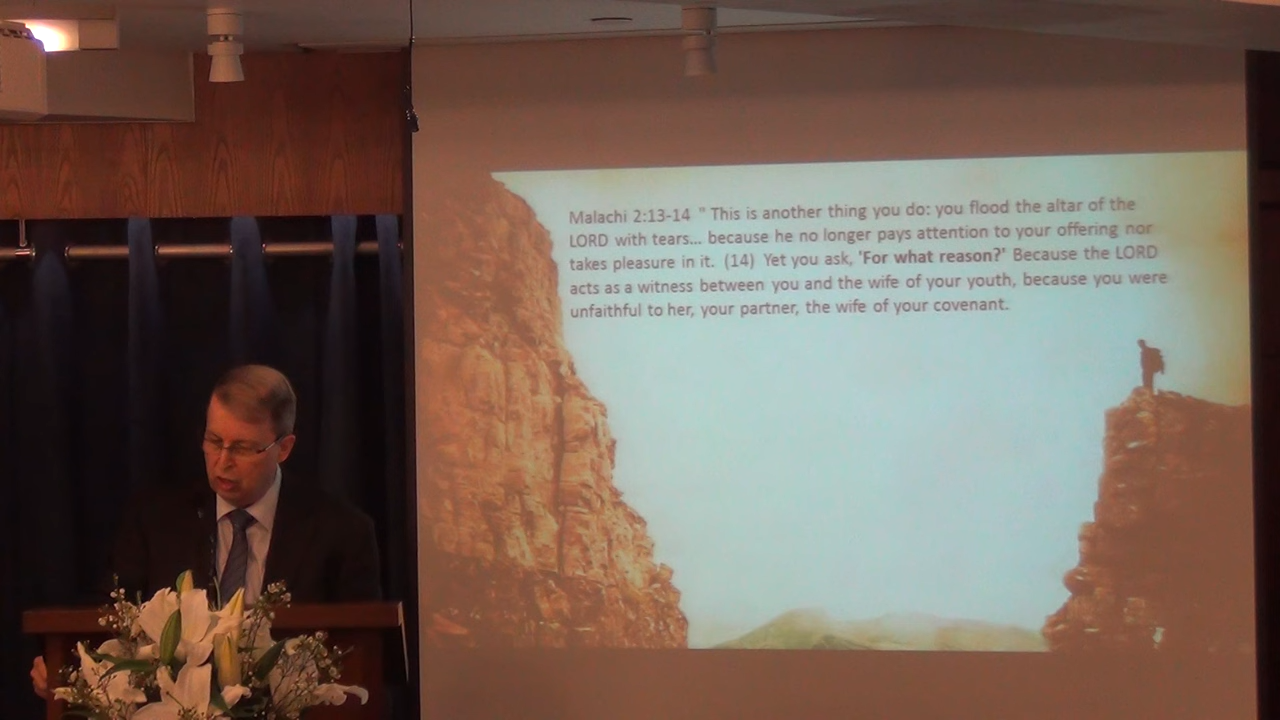 Malachi 2:13-14 " This is another thing you do: you flood the altar of the
LORD with tears... because he no longer pays attention to your offering nor
takes pleasure in it. (14) Yet you ask, 'For what reason?' Because the LORD
acts as a witness between you and the wife of your youth, because you were
unfaithful to her, your partner, the wife of your covenant.